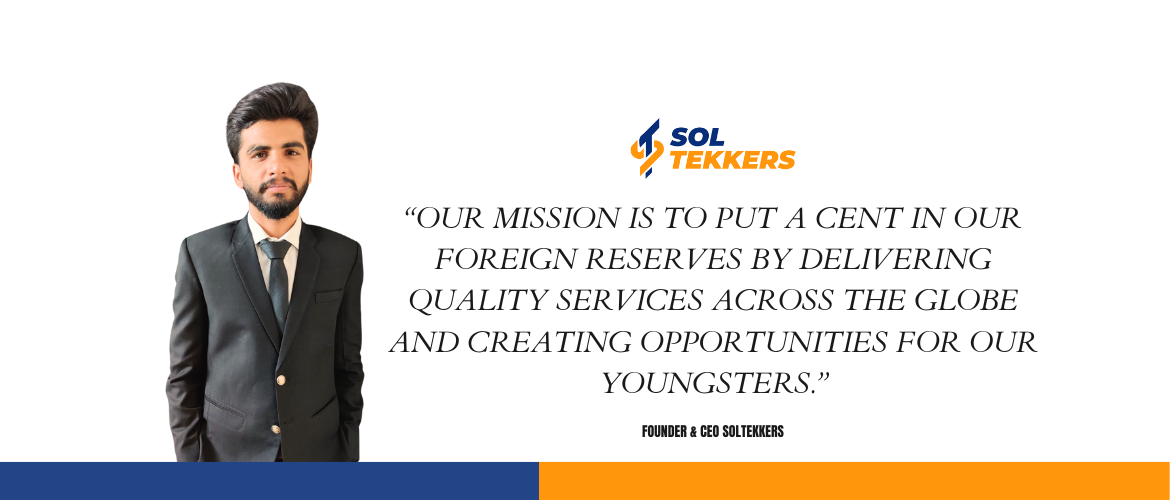 SOL
TEKKERS
“OUR MISSION IS TO PUT A CENT IN OUR
FOREIGN RESERVES BY DELIVERING
QUALITY SERVICES ACROSS THE GLOBE
AND CREATING OPPORTUNITIES FOR OUR
YOUNGSTERS.”
FOUNDER & CEO SOLTEKKERS